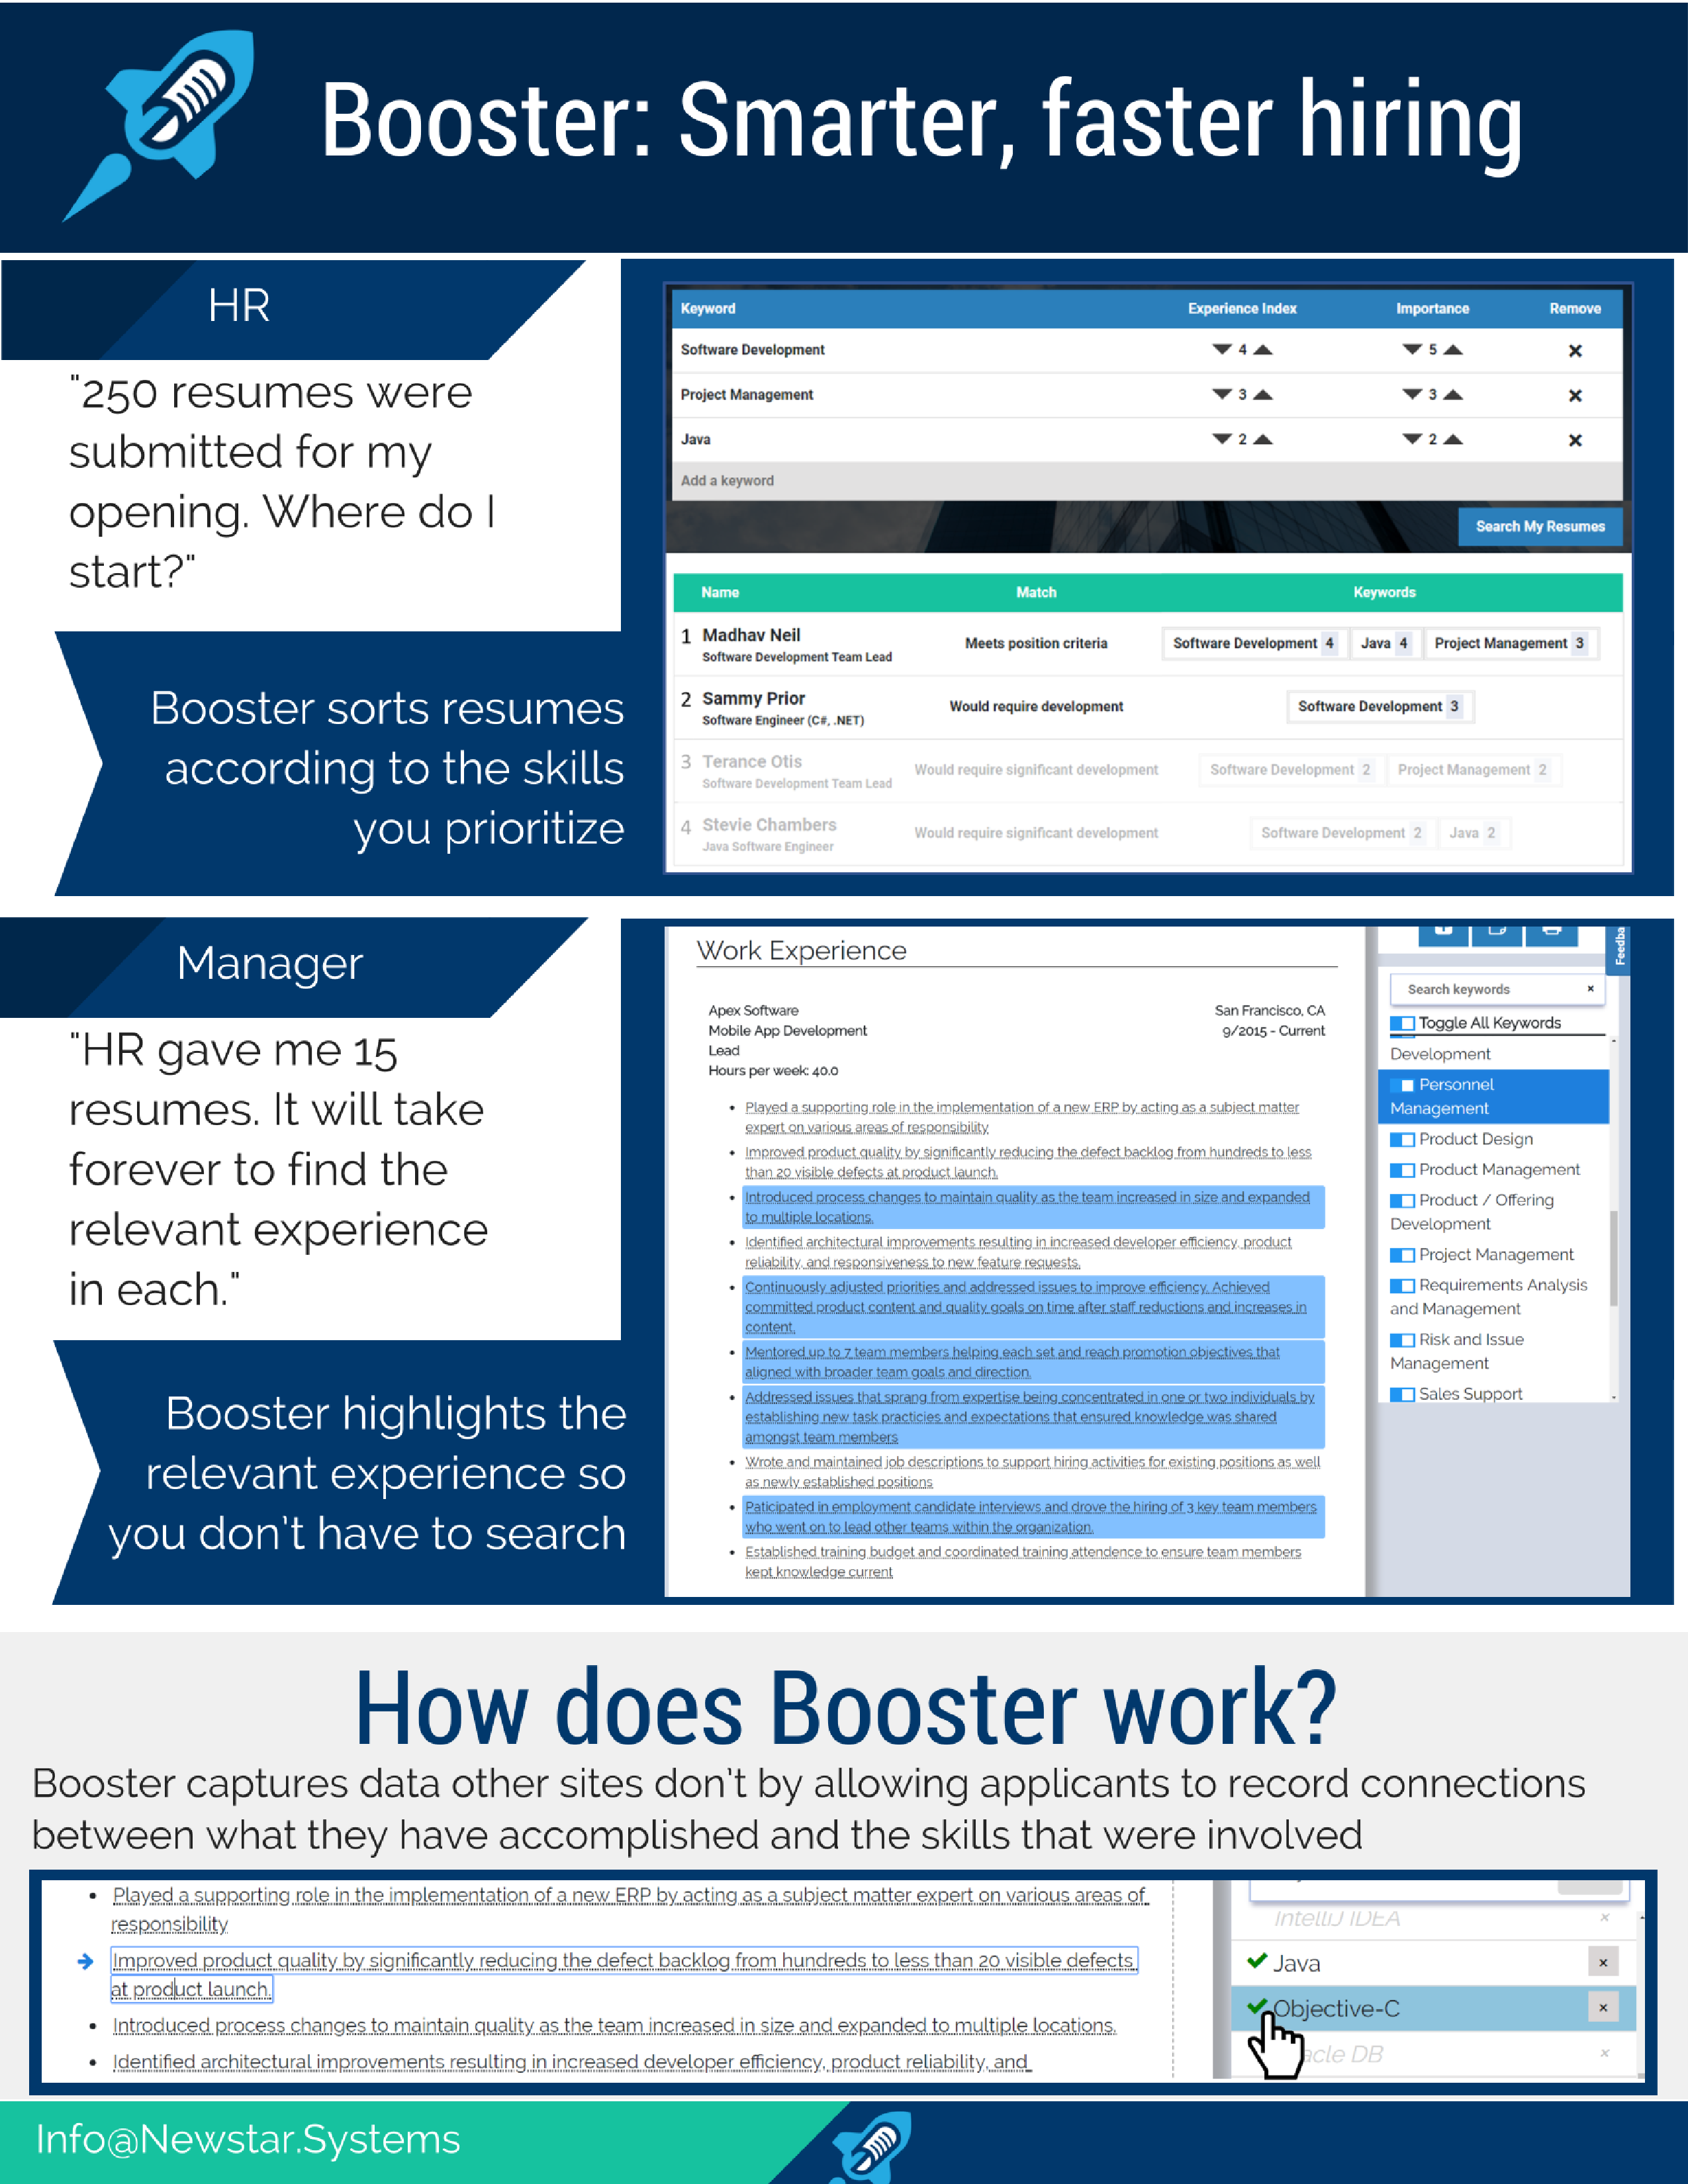 Booster: Smarter, faster hiring
HR
"250 resumes were
submitted for my
opening. Where do I
start?"
Booster sorts resumes
according to the skills
you prioritize
Keyword Experience Index Importance Remove
Software Development 4 5 ×
Project Management 3 3 ×
Java 2 2 ×
Add a keyword
Search My Resumes
Name Match Keywords
1 Madhav Neil Meets position criteria Software Development 4 Java 4 Project Management 3
Software Development Team Lead
2 Sammy Prior Would require development Software Development 3
Software Engineer (C#, .NET)
3 Terance Otis Would require significant development Software Development 2 Project Management 2
Software Development Team Lead
4 Stevie Chambers Would require significant development Software Development 2 Java 2
Java Software Engineer
Manager
"HR gave me 15
resumes. It will take
forever to find the
relevant experience
in each."
Booster highlights the
relevant experience so
you don't have to search
Work Experience
Apex Software San Francisco, CA
Mobile App Development 9/2015 - Current
Lead
Hours per week: 40.0
• Played a supporting role in the implementation of a new ERP by acting as a subject matter
expert on various areas of responsibility
• Improved product quality by significantly reducing the defect backlog from hundreds to less
than 20 visible defects at product launch.
• Introduced process changes to maintain quality as the team increased in size and expanded
to multiple locations.
• Identified architectural improvements resulting in increased developer efficiency, product
reliability, and responsiveness to new feature requests.
• Continuously adjusted priorities and addressed issues to improve efficiency. Achieved
committed product content and quality goals on time after staff reductions and increases in
content.
• Mentored up to 7 team members helping each set and reach promotion objectives that
aligned with broader team goals and direction.
• Addressed issues that sprang from expertise being concentrated in one or two individuals by
establishing new task practicies and expectations that ensured knowledge was shared
amongst team members
• Wrote and maintained job descriptions to support hiring activities for existing positions as well
as newly established positions
• Paticipated in employment candidate interviews and drove the hiring of 3 key team members
who went on to lead other teams within the organization.
• Established training budget and coordinated training attendence to ensure team members
kept knowledge current
Feedba
Search keywords ×
Toggle All Keywords
Development
Personnel
Management
Product Design
Product Management
Product / Offering
Development
Project Management
Requirements Analysis
and Management
Risk and Issue
Management
Sales Support
How does Booster work?
Booster captures data other sites don't by allowing applicants to record connections
between what they have accomplished and the skills that were involved
• Played a supporting role in the implementation of a new ERP by acting as a subject matter expert on various areas of
responsibility
Improved product quality by significantly reducing the defect backlog from hundreds to less than 20 visible defects
at product launch.
• Introduced process changes to maintain quality as the team increased in size and expanded to multiple locations.
• Identified architectural improvements resulting in increased developer efficiency, product reliability, and
IntelliJ IDEA ×
Java ×
Objective-C ×
acle DB ×
Info@Newstar.Systems